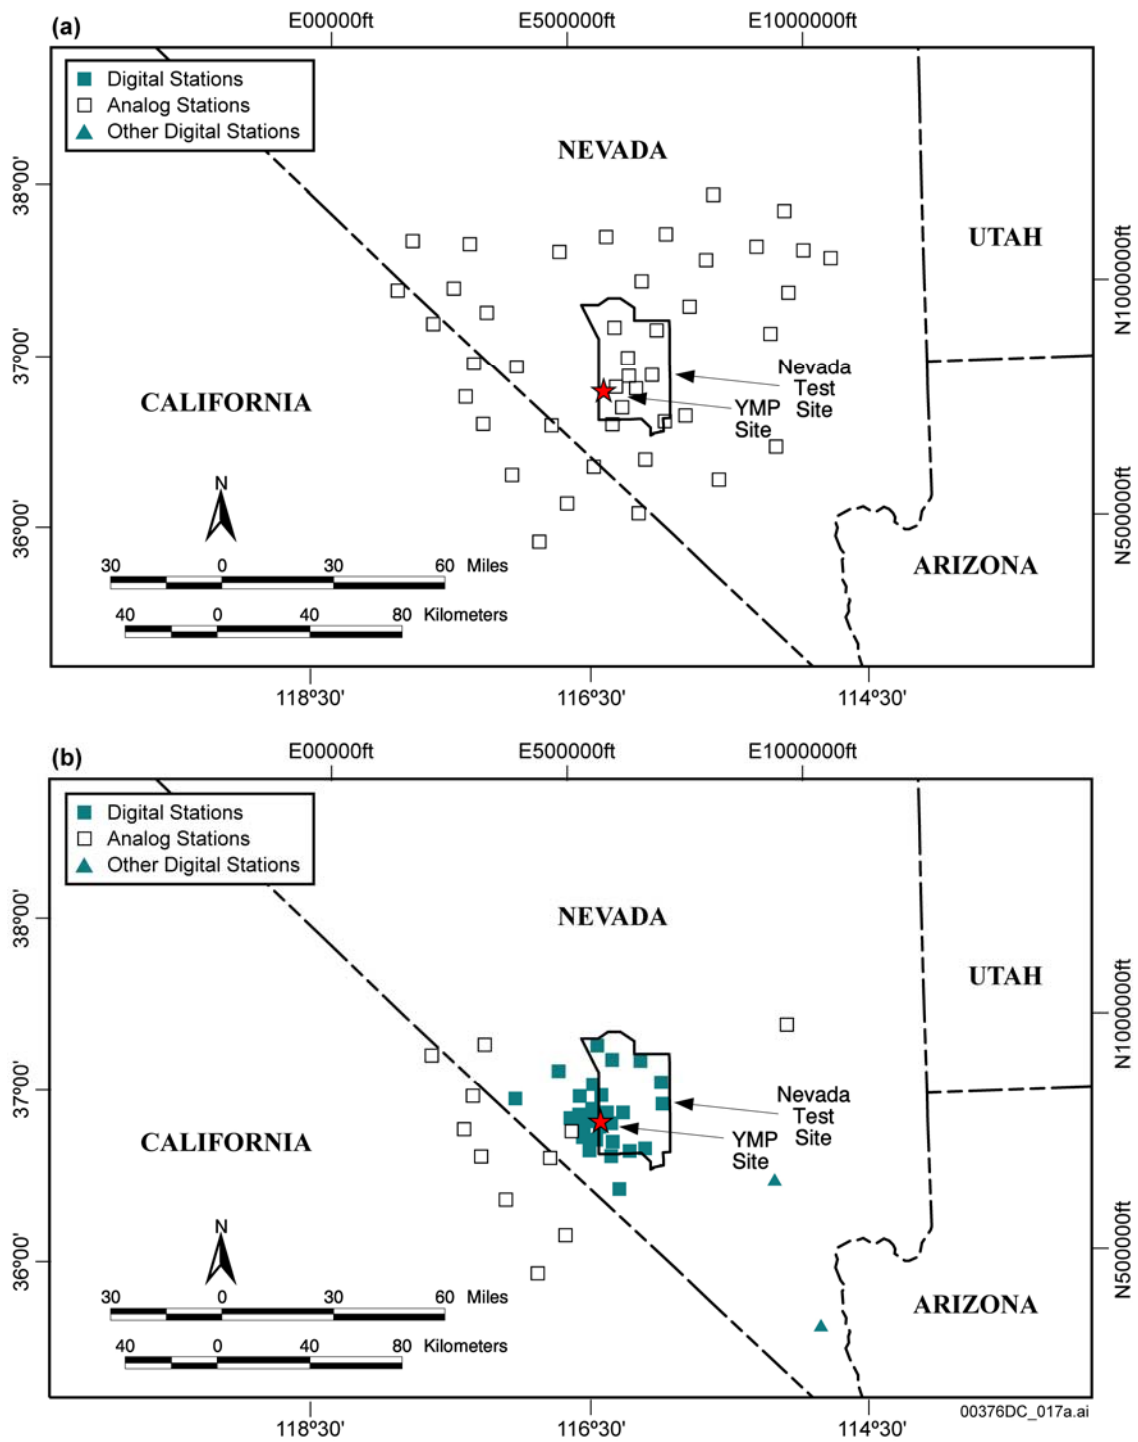 (a)
E00000ft E500000ft E1000000ft
Digital Stations
Analog Stations
Other Digital Stations
NEVADA
38°00'
UTAH
N1000000ft
37°00'
Nevada
Test
Site
CALIFORNIA
YMP
Site
N
N500000ft
36°00'
ARIZONA
30 0 30 60 Miles
40 0 40 80 Kilometers
118°30' 116°30' 114°30'
(b)
E00000ft E500000ft E1000000ft
Digital Stations
Analog Stations
Other Digital Stations
NEVADA
38°00'
UTAH
N1000000ft
37°00'
Nevada
Test
Site
CALIFORNIA
YMP
Site
N
N500000ft
36°00'
ARIZONA
30 0 30 60 Miles
40 0 40 80 Kilometers
00376DC_017a.ai
118°30' 116°30' 114°30'